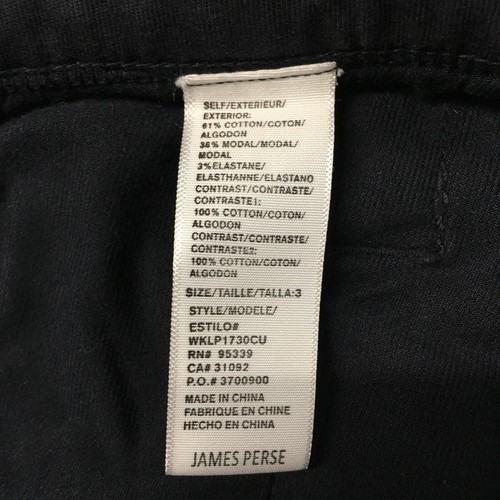 SELF/EXTERIEUR/
EXTERIOR:
61% COTTON/COTON/
ALGODON
36% MODAL/MODAL/
MODAL
3%ELASTANE/
ELASTHANNE/ELASTANO
CONTRAST/CONTRASTE/
CONTRASTE1:
100% COTTON/COTON/
ALGODON
CONTRAST/CONTRASTE/
CONTRASTE2:
100% COTTON/COTON/
ALGODON
SIZE/TAILLE/TALLA:3
STYLE/MODELE/
ESTILO#
WKLP1730CU
RN# 95339
CA# 31092
P.O.# 3700900
MADE IN CHINA
FABRIQUE EN CHINE
HECHO EN CHINA
JAMES PERSE